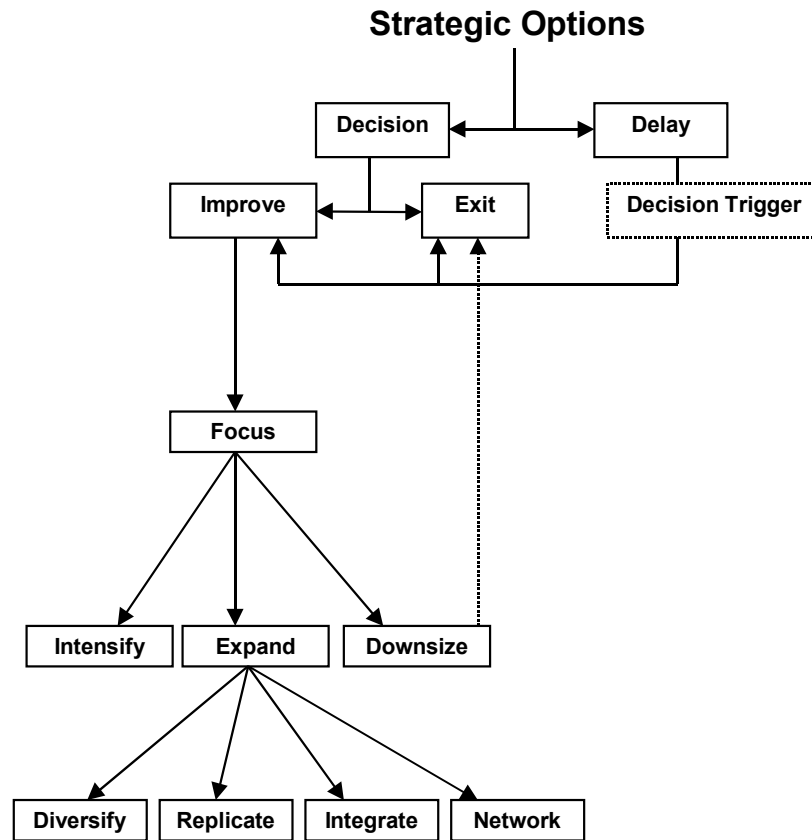 Strategic Options
Decision
Delay
Improve
Exit
Decision Trigger
Focus
Intensify
Expand
Downsize
Diversify
Replicate
Integrate
Network